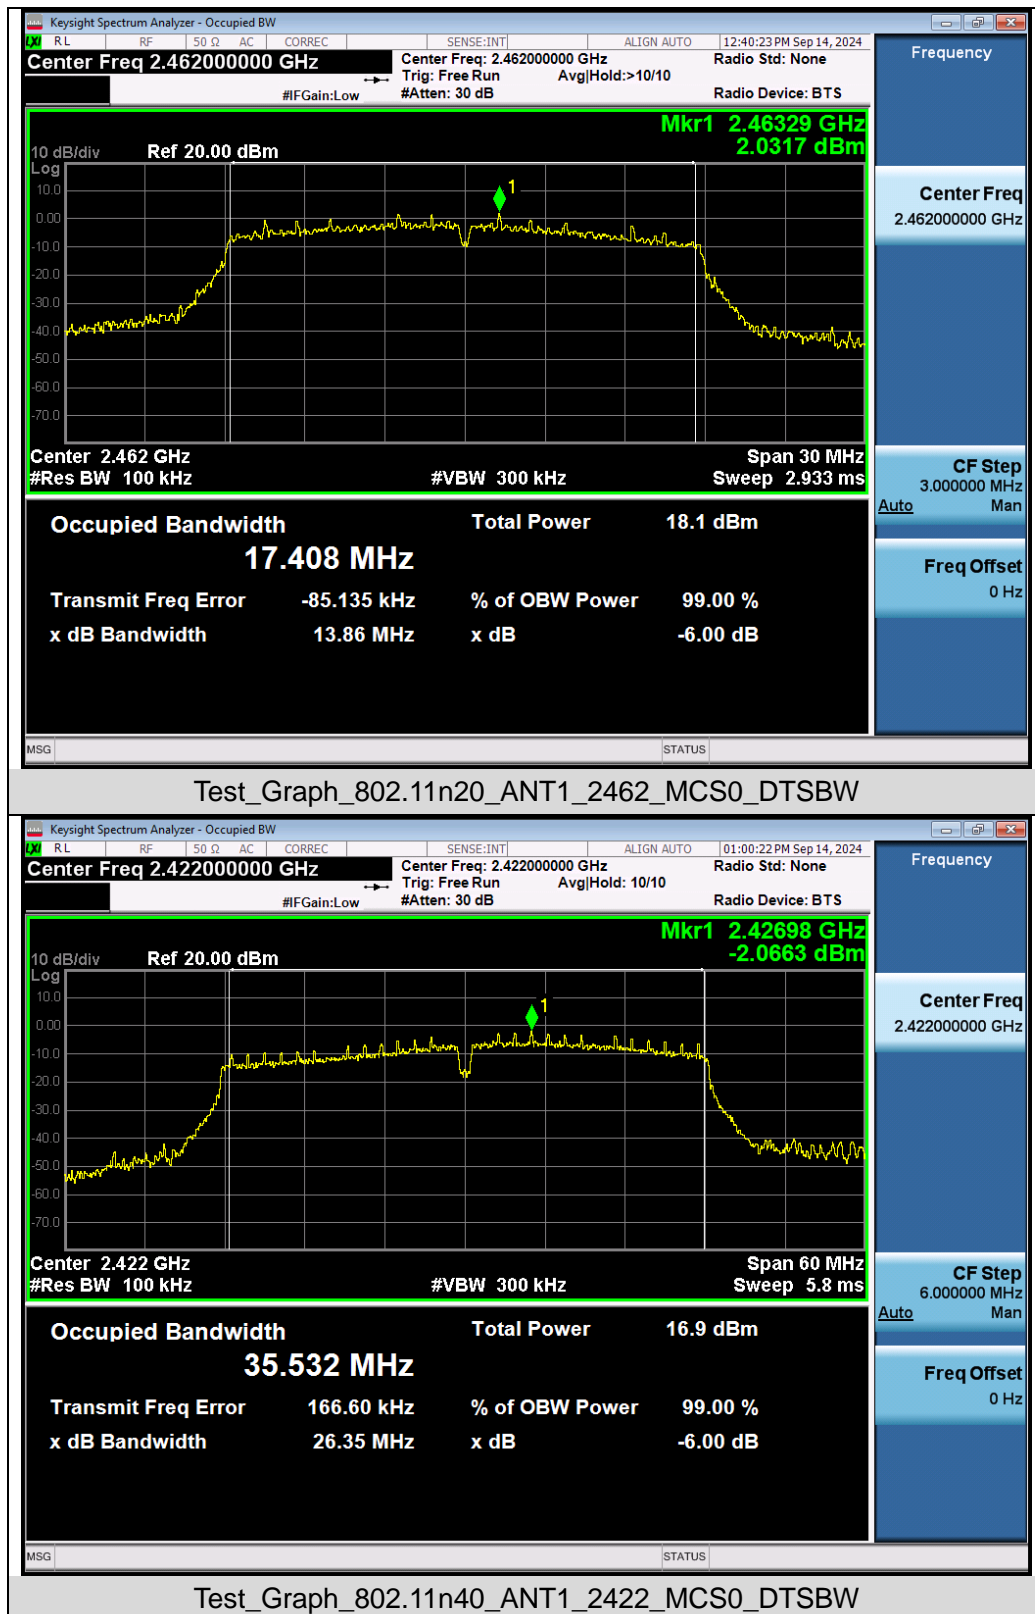 Keysight Spectrum Analyzer - Occupied BW
LXI RL RF 50 Ω AC CORREC SENSE:INT ALIGN AUTO 12:40:23 PM Sep 14, 2024
Center Freq 2.462000000 GHz
Center Freq: 2.462000000 GHz
Radio Std: None
Trig: Free Run Avg|Hold:>10/10
#IFGain:Low
#Atten: 30 dB
Radio Device: BTS
Frequency
Mkr1 2.46329 GHz
2.0317 dBm
10 dB/div Ref 20.00 dBm
Log
10.0
0.00
-10.0
-20.0
-30.0
-40.0
-50.0
-60.0
-70.0
1
Center Freq
2.462000000 GHz
Center 2.462 GHz Span 30 MHz
#Res BW 100 kHz #VBW 300 kHz Sweep 2.933 ms
CF Step
3.000000 MHz
Auto Man
Occupied Bandwidth Total Power 18.1 dBm
17.408 MHz
Transmit Freq Error -85.135 kHz % of OBW Power 99.00 %
x dB Bandwidth 13.86 MHz x dB -6.00 dB
Freq Offset
0 Hz
MSG STATUS
Test_Graph_802.11n20_ANT1_2462_MCS0_DTSBW
Keysight Spectrum Analyzer - Occupied BW
LXI RL RF 50 Ω AC CORREC SENSE:INT ALIGN AUTO 01:00:22 PM Sep 14, 2024
Center Freq 2.422000000 GHz
Center Freq: 2.422000000 GHz
Radio Std: None
Trig: Free Run Avg|Hold: 10/10
#IFGain:Low
#Atten: 30 dB
Radio Device: BTS
Frequency
Mkr1 2.42698 GHz
-2.0663 dBm
10 dB/div Ref 20.00 dBm
Log
10.0
0.00
-10.0
-20.0
-30.0
-40.0
-50.0
-60.0
-70.0
1
Center Freq
2.422000000 GHz
Center 2.422 GHz Span 60 MHz
#Res BW 100 kHz #VBW 300 kHz Sweep 5.8 ms
CF Step
6.000000 MHz
Auto Man
Occupied Bandwidth Total Power 16.9 dBm
35.532 MHz
Transmit Freq Error 166.60 kHz % of OBW Power 99.00 %
x dB Bandwidth 26.35 MHz x dB -6.00 dB
Freq Offset
0 Hz
MSG STATUS
Test_Graph_802.11n40_ANT1_2422_MCS0_DTSBW